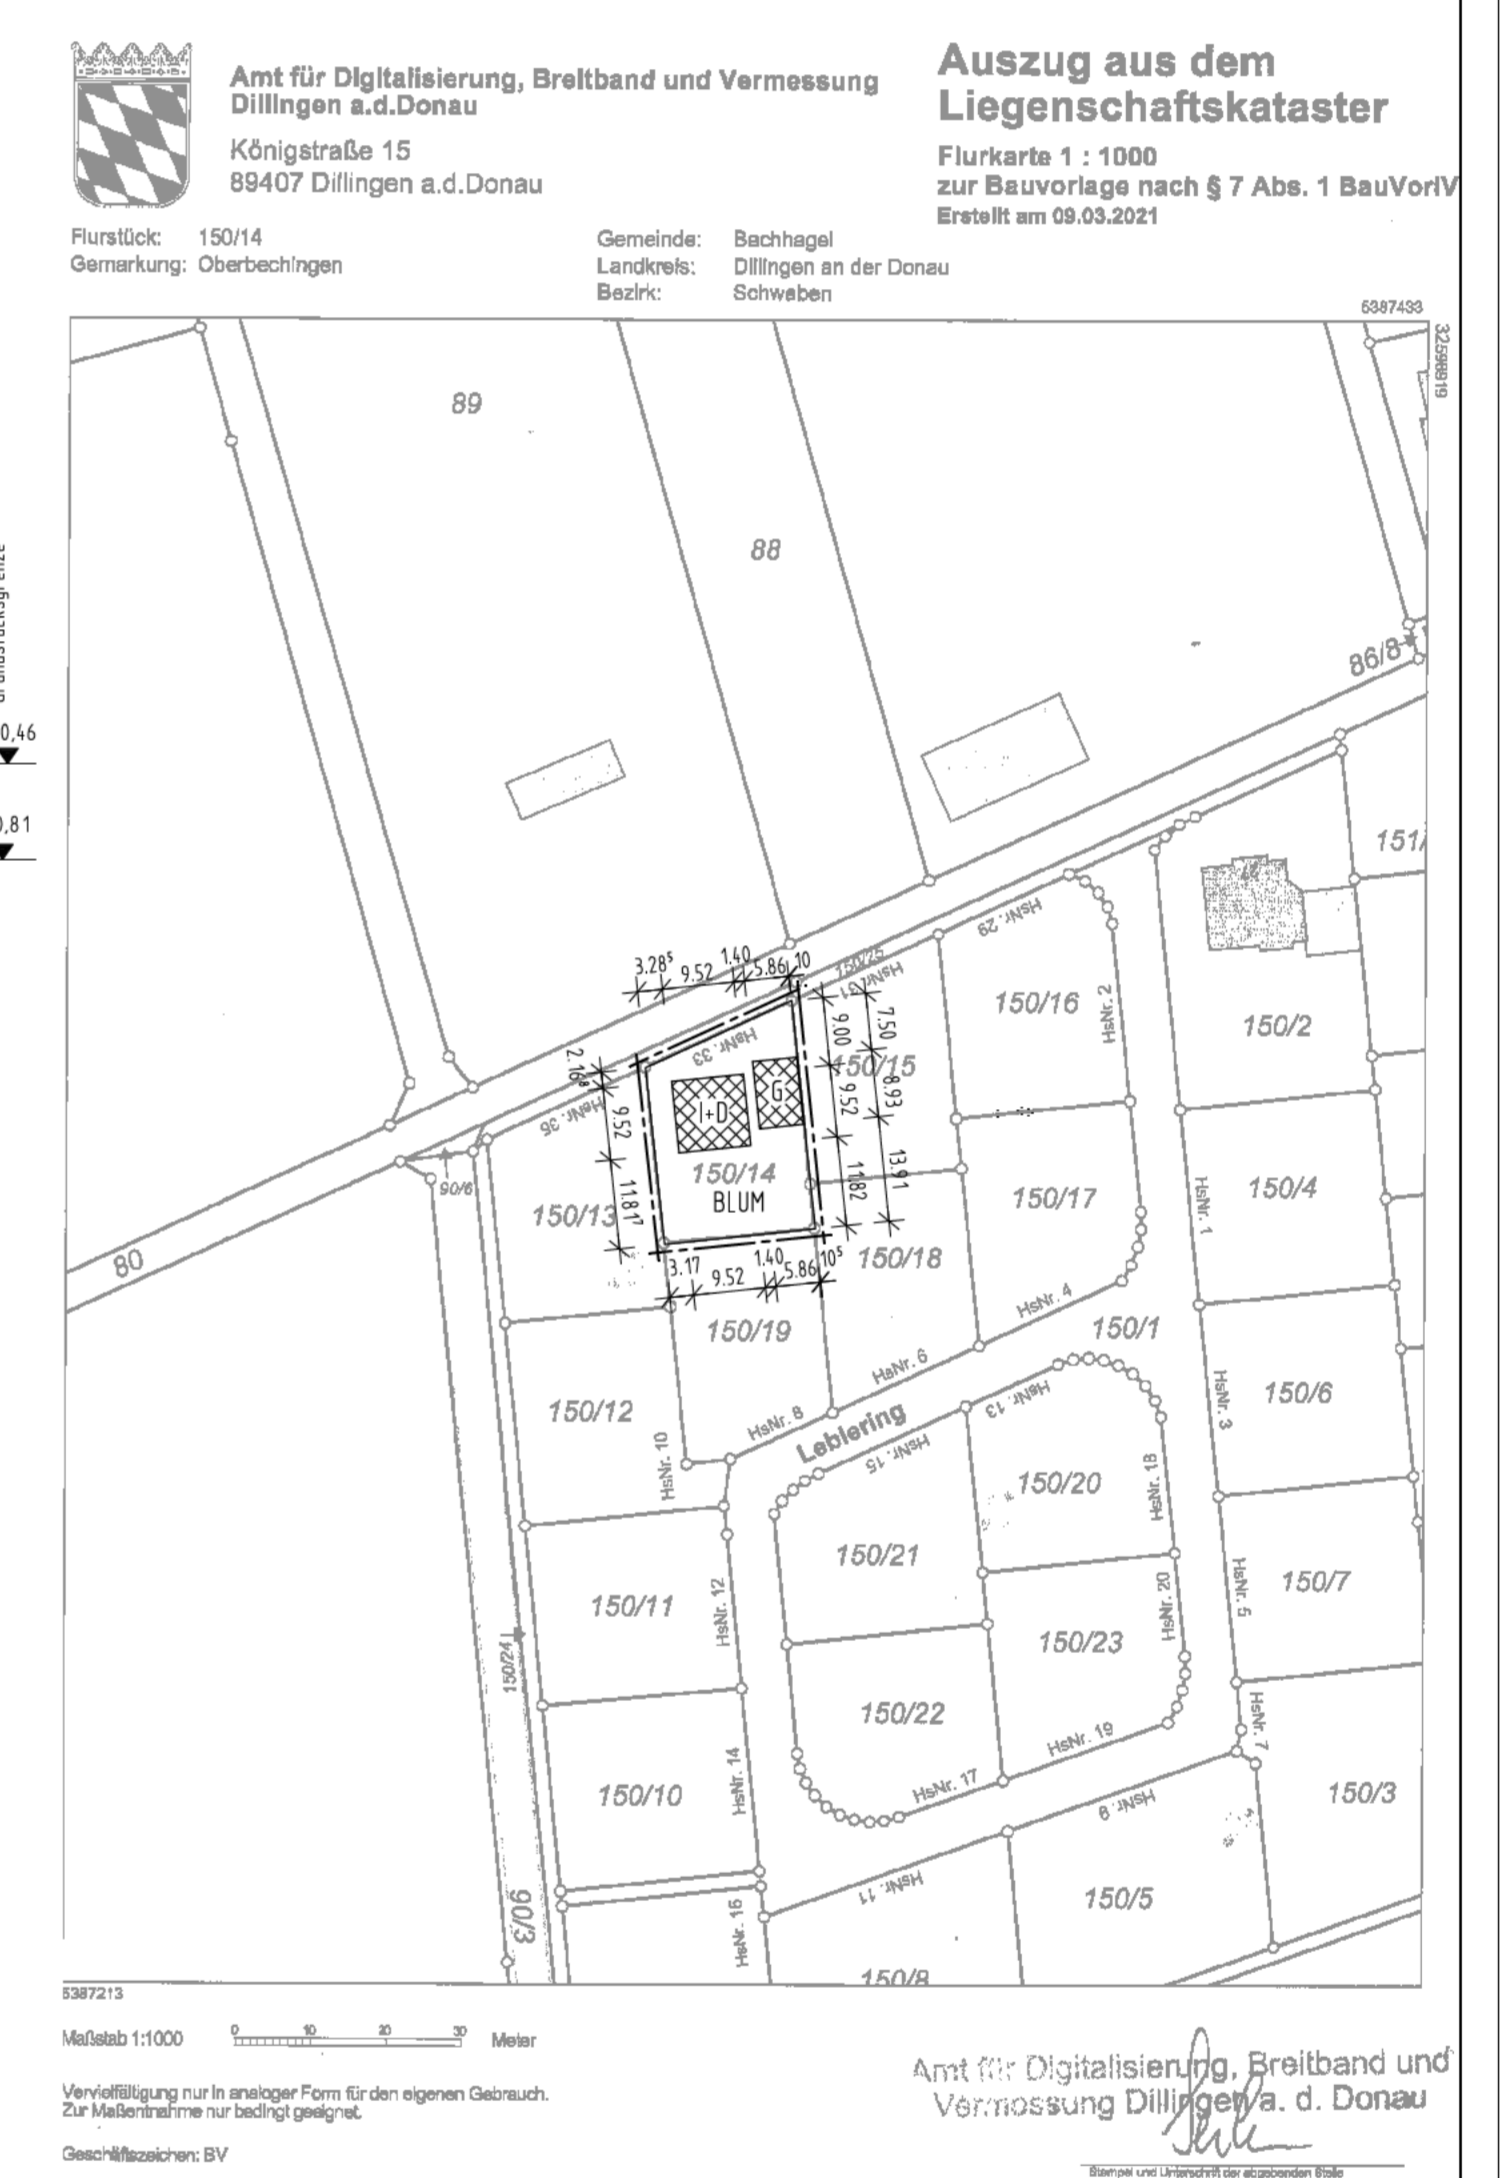 Amt für Digitalisierung, Breitband und Vermessung
Dillingen a.d.Donau
Königstraße 15
89407 Dillingen a.d.Donau
Auszug aus dem
Liegenschaftskataster
Flurkarte 1 : 1000
zur Bauvorlage nach § 7 Abs. 1 BauVorlV
Erstellt am 09.03.2021
Flurstück: 150/14
Gemarkung: Oberbechingen
Gemeinde: Bachhagel
Landkreis: Dillingen an der Donau
Bezirk: Schwaben
5387433
89
88
86/8
0,46
0,81
151/
HsNr. 29
150/25
HsNr. 31
3.28⁵
9.52
1.40
5.86
10
150/16
HsNr. 2
150/2
HsNr. 33
9.00
7.50
150/15
2.16⁸
8.93
9.52
I+D
G
HsNr. 35
9.52
150/14
BLUM
11.82
13.91
150/17
HsNr. 1
150/4
90/6
150/13
11.81⁷
80
3.17
9.52
1.40
5.86
10⁵
150/18
HsNr. 4
150/1
150/19
HsNr. 6
HsNr. 3
150/6
150/12
HsNr. 8
Leblering
HsNr. 13
HsNr. 15
HsNr. 10
HsNr. 18
150/20
150/21
150/11
HsNr. 12
HsNr. 20
HsNr. 5
150/7
150/24
150/23
150/22
HsNr. 19
HsNr. 7
150/10
HsNr. 14
HsNr. 17
HsNr. 9
150/3
90/3
HsNr. 16
HsNr. 11
150/5
150/8
5387213
Maßstab 1:1000
0 10 20 30 Meter
Vervielfältigung nur in analoger Form für den eigenen Gebrauch.
Zur Maßentnahme nur bedingt geeignet.
Geschäftszeichen: BV
Amt für Digitalisierung, Breitband und
Vermessung Dillingen a. d. Donau
Stempel und Unterschrift der abgebenden Stelle